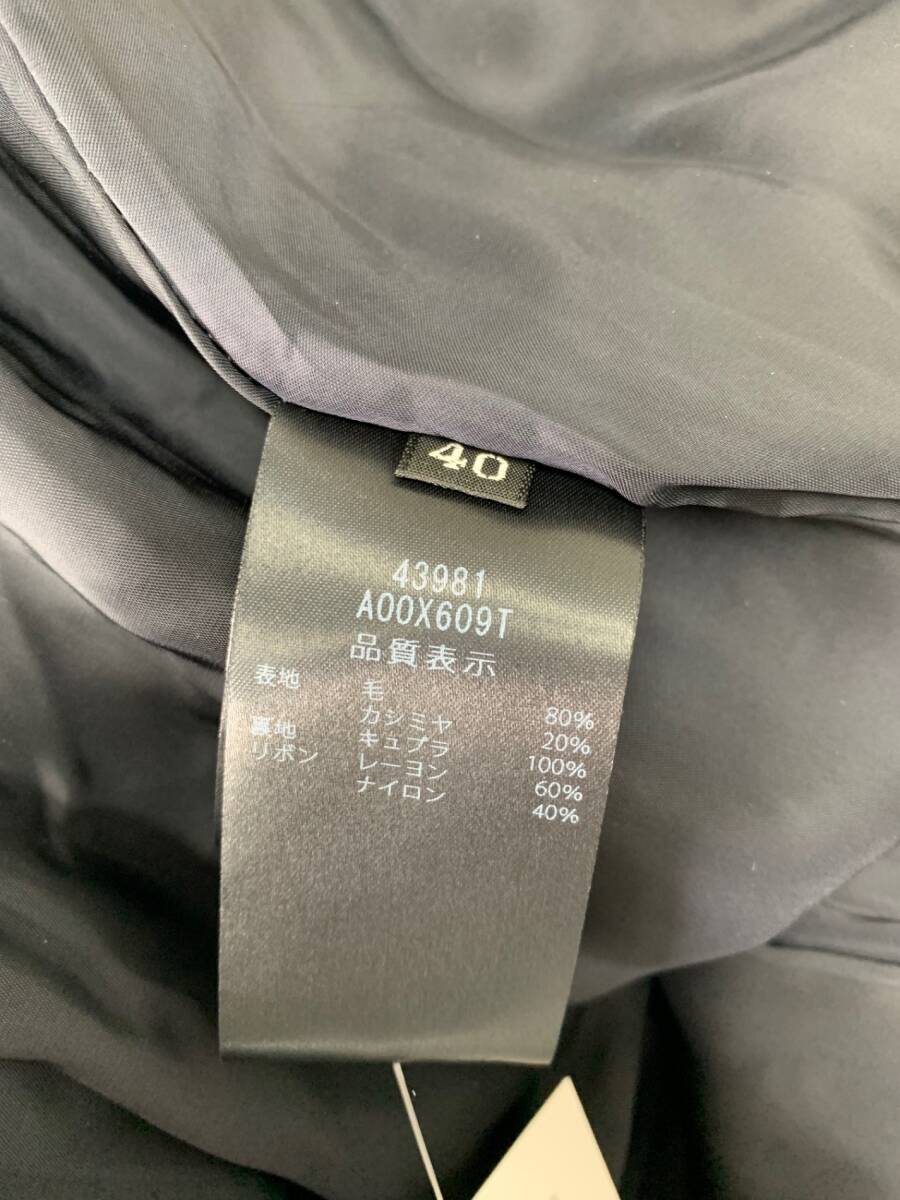 40
43981
A00X609T
品質表示
表地 毛 80%
カシミヤ 20%
裏地 キュプラ 100%
リボン レーヨン 60%
ナイロン 40%